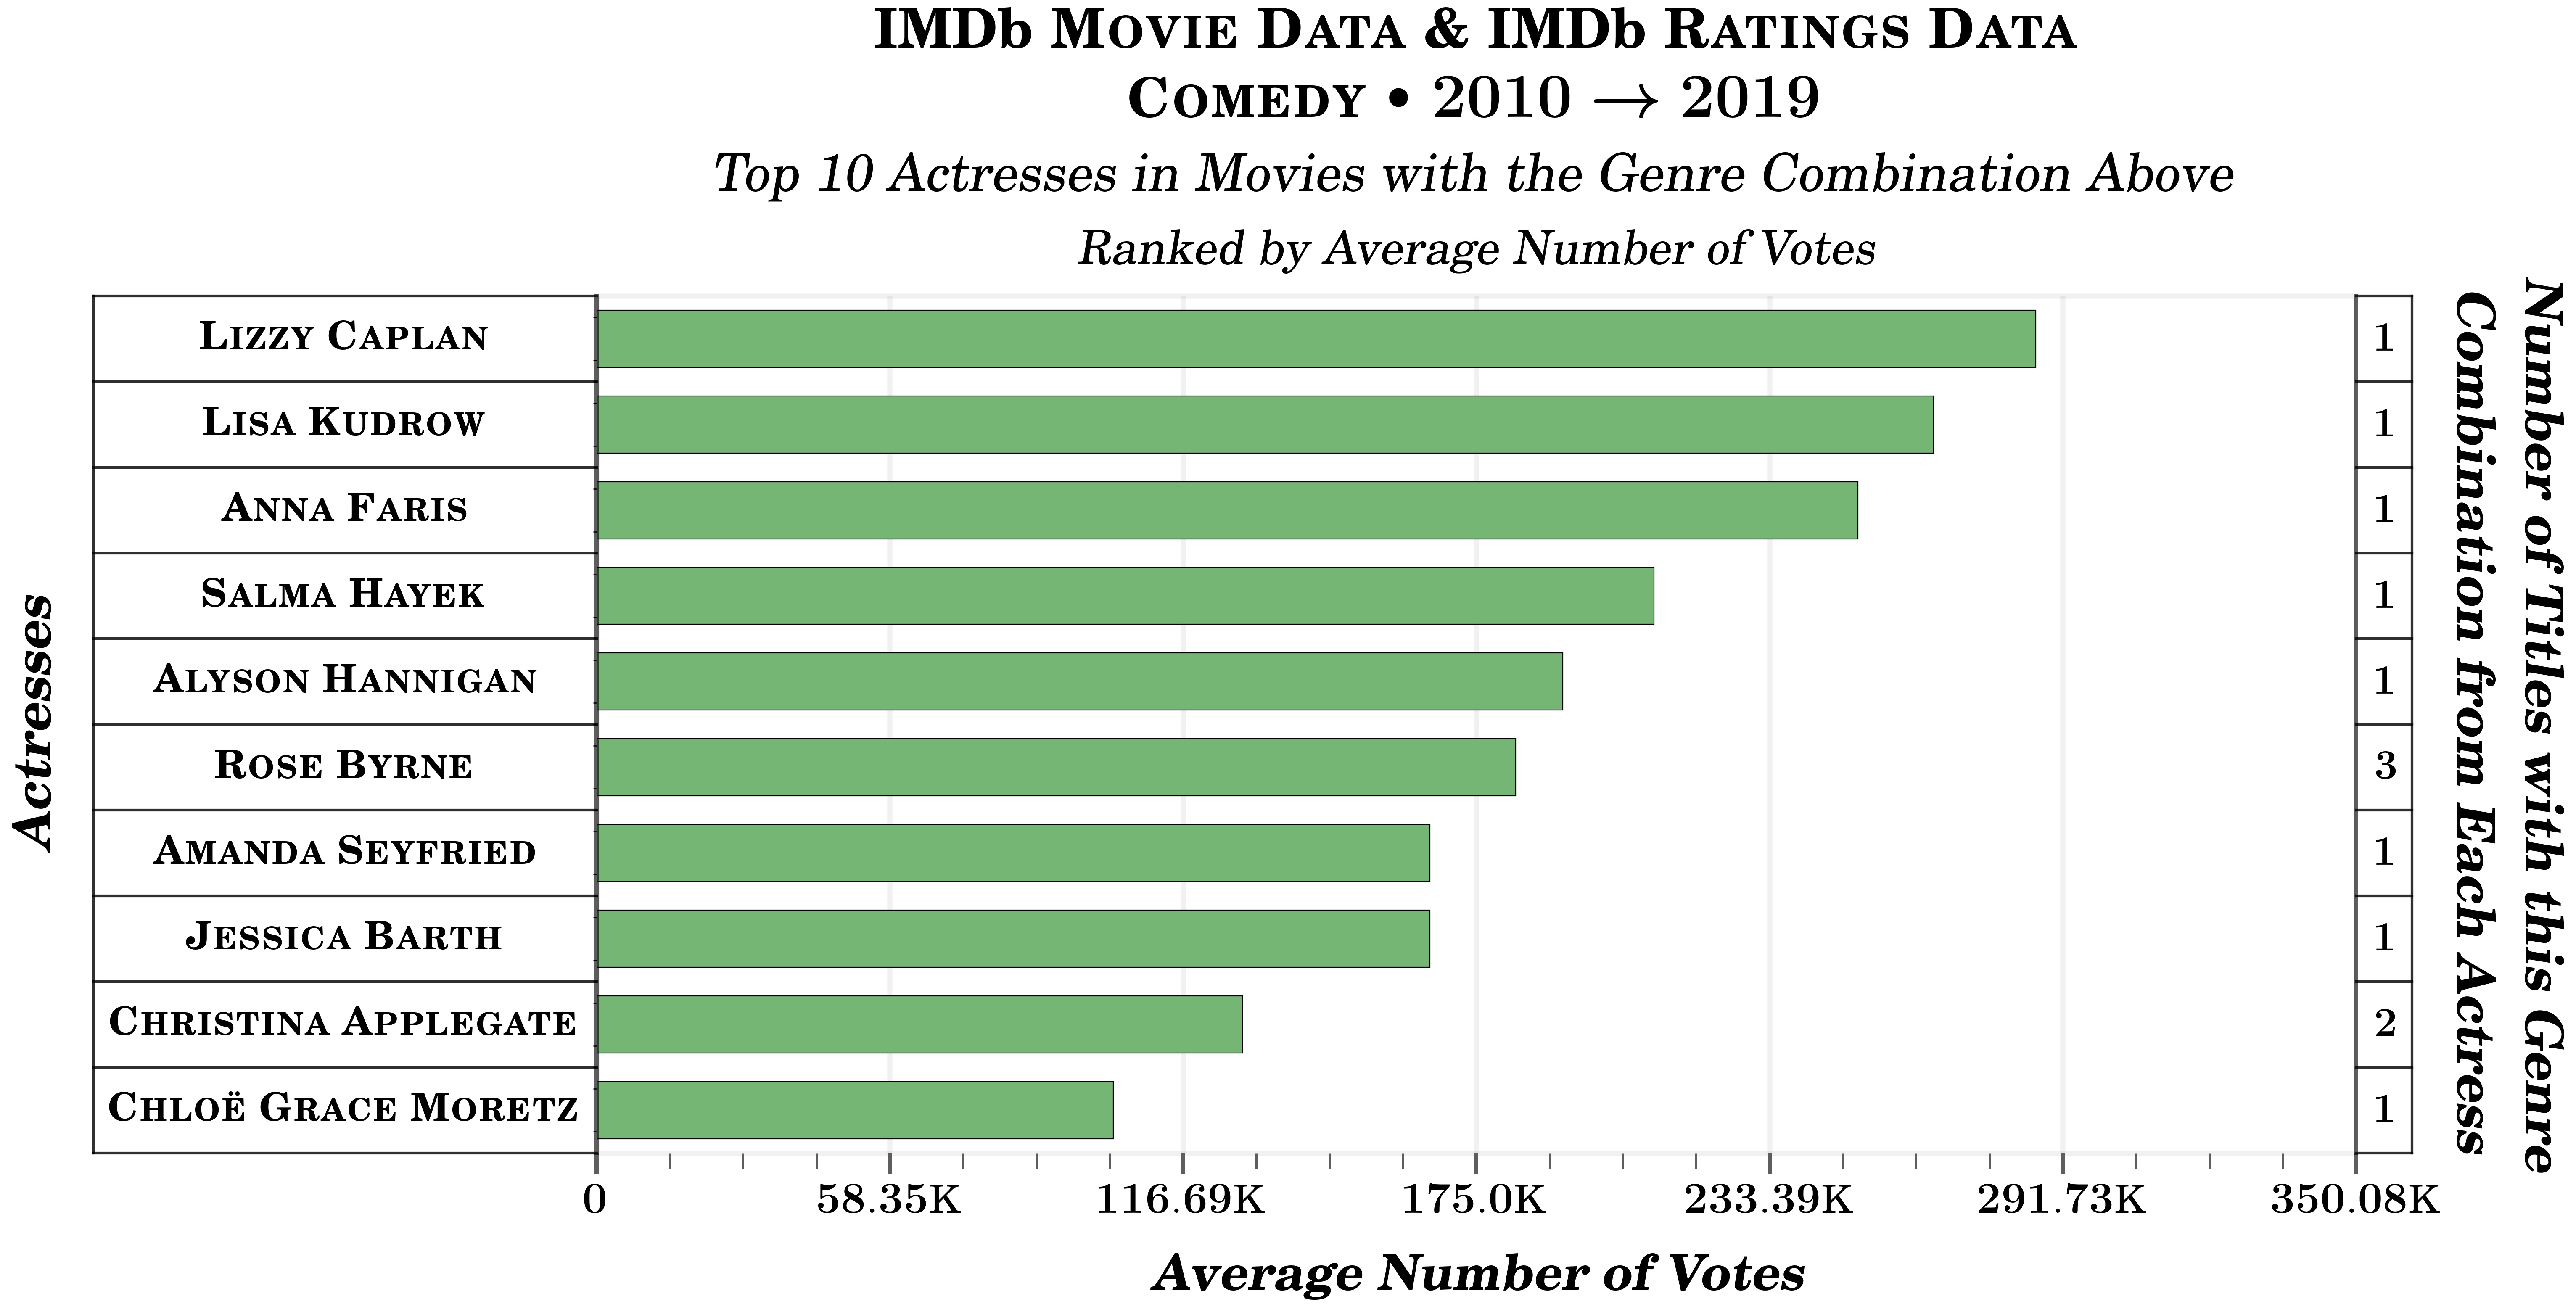 IMDb Movie Data & IMDb Ratings Data
Comedy • 2010 → 2019
Top 10 Actresses in Movies with the Genre Combination Above
Ranked by Average Number of Votes
Actresses
Lizzy Caplan 1
Lisa Kudrow 1
Anna Faris 1
Salma Hayek 1
Alyson Hannigan 1
Rose Byrne 3
Amanda Seyfried 1
Jessica Barth 1
Christina Applegate 2
Chloë Grace Moretz 1
Number of Titles with this Genre
Combination from Each Actress
0 58.35K 116.69K 175.0K 233.39K 291.73K 350.08K
Average Number of Votes